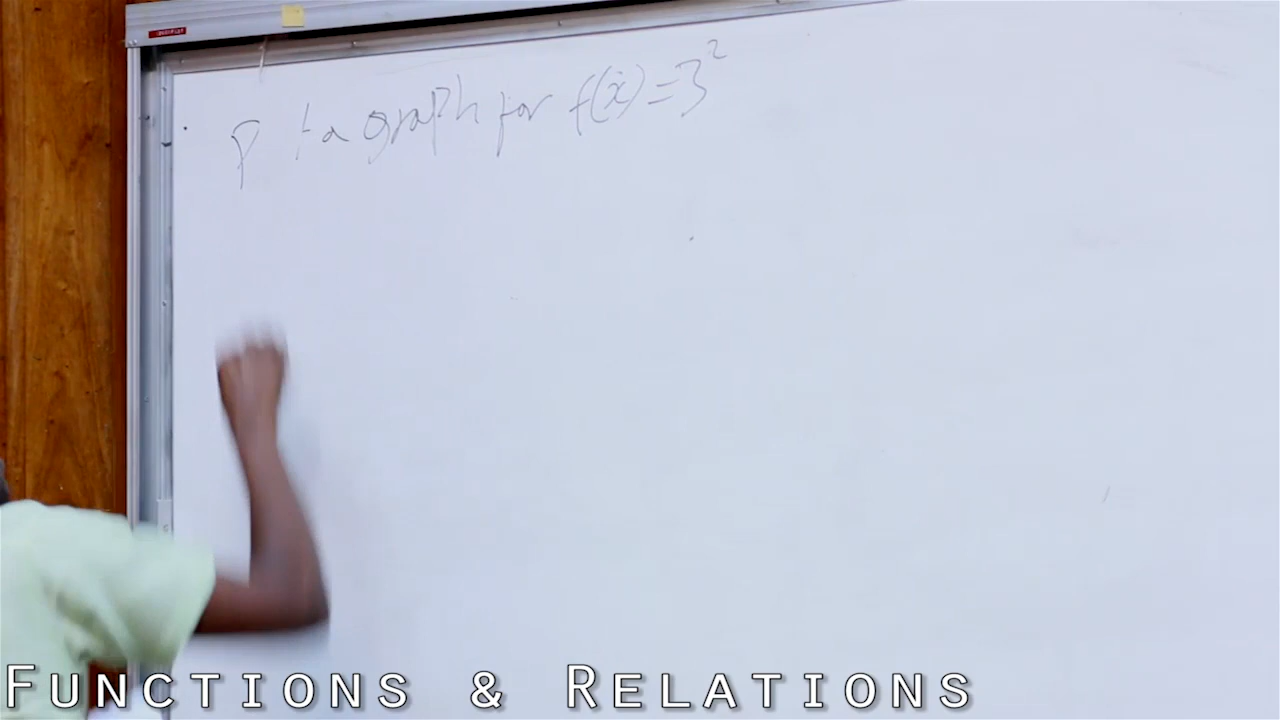 P t a graph for f(x) = 3²
FUNCTIONS & RELATIONS